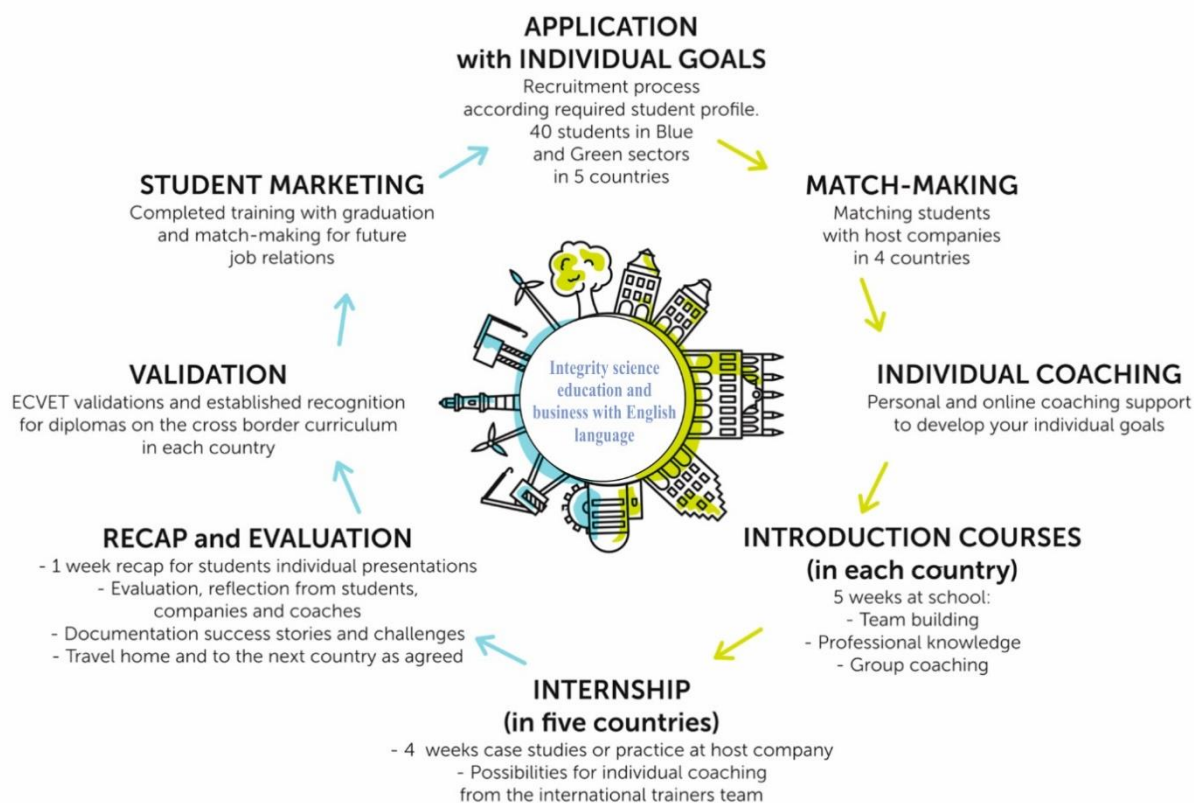 APPLICATION
with INDIVIDUAL GOALS
Recruitment process
according required student profile.
40 students in Blue
and Green sectors
in 5 countries
MATCH-MAKING
Matching students
with host companies
in 4 countries
INDIVIDUAL COACHING
Personal and online coaching support
to develop your individual goals
INTRODUCTION COURSES
(in each country)
5 weeks at school:
- Team building
- Professional knowledge
- Group coaching
INTERNSHIP
(in five countries)
- 4 weeks case studies or practice at host company
- Possibilities for individual coaching
from the international trainers team
RECAP and EVALUATION
- 1 week recap for students individual presentations
- Evaluation, reflection from students,
companies and coaches
- Documentation success stories and challenges
- Travel home and to the next country as agreed
VALIDATION
ECVET validations and established recognition
for diplomas on the cross border curriculum
in each country
STUDENT MARKETING
Completed training with graduation
and match-making for future
job relations
Integrity science
education and
business with English
language